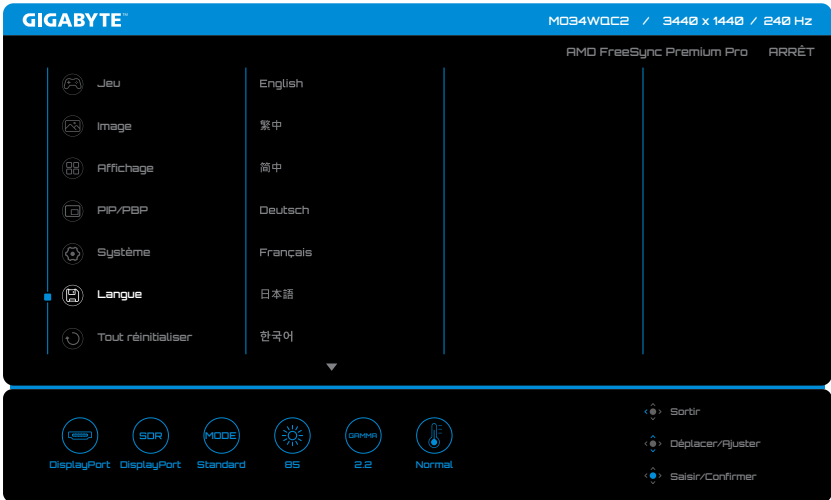 GIGABYTE™ MO34WQC2 / 3440 x 1440 / 240 Hz
AMD FreeSync Premium Pro ARRÊT
Jeu English
Image 繁中
Affichage 简中
PIP/PBP Deutsch
Système Français
Langue 日本語
Tout réinitialiser 한국어
Sortir
SDR MODE GAMMA
Déplacer/Ajuster
DisplayPort DisplayPort Standard 85 2.2 Normal
Saisir/Confirmer